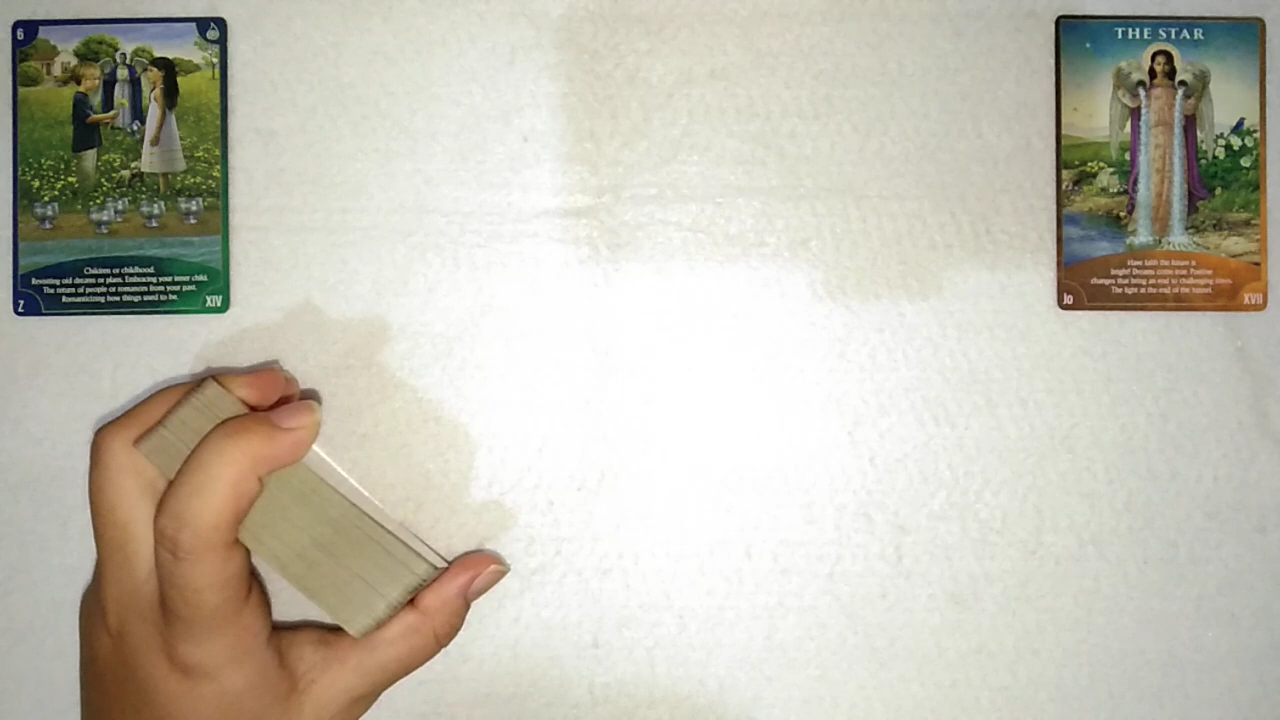 6
Children or childhood.
Revisiting old dreams or plans. Embracing your inner child.
The return of people or romances from your past.
Romanticizing how things used to be.
Z
XIV
THE STAR
Have faith the future is
bright! Dreams come true. Positive
changes that bring an end to challenging times.
The light at the end of the tunnel.
Jo
XVII